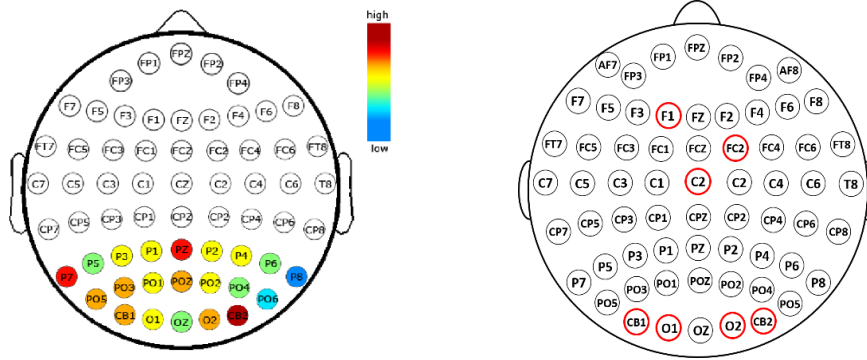 FP3 FP1 FPZ FP2 FP4
F7 F5 F3 F1 FZ F2 F4 F6 F8
FT7 FC5 FC3 FC1 FCZ FC2 FC4 FC6 FT8
C7 C5 C3 C1 CZ C2 C4 C6 T8
CP7 CP5 CP3 CP1 CPZ CP2 CP4 CP6 CP8
P7 P5 P3 P1 PZ P2 P4 P6 P8
PO5 PO3 PO1 POZ PO2 PO4 PO6
CB1 O1 OZ O2 CB2
high
low
AF7 FP3 FP1 FPZ FP2 FP4 AF8
F7 F5 F3 F1 FZ F2 F4 F6 F8
FT7 FC5 FC3 FC1 FCZ FC2 FC4 FC6 FT8
C7 C5 C3 C1 C2 C2 C4 C6 T8
CP7 CP5 CP3 CP1 CPZ CP2 CP4 CP6 CP8
P7 P5 P3 P1 PZ P2 P4 P6 P8
PO5 PO3 PO1 POZ PO2 PO4 PO5
CB1 O1 OZ O2 CB2